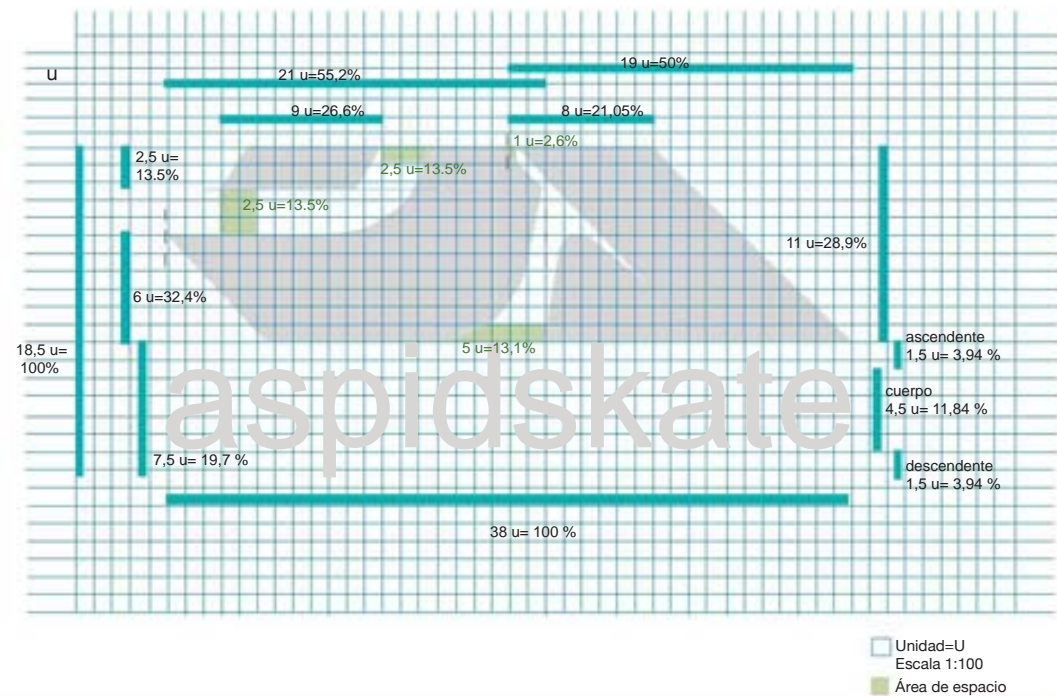 19 u=50%
u
21 u=55,2%
9 u=26,6%
8 u=21,05%
1 u=2,6%
2,5 u=
13.5%
2,5 u=13.5%
2,5 u=13.5%
11 u=28,9%
6 u=32,4%
18,5 u=
100%
5 u=13,1%
ascendente
1,5 u= 3,94 %
cuerpo
4,5 u= 11,84 %
aspidskate
7,5 u= 19,7 %
descendente
1,5 u= 3,94 %
38 u= 100 %
Unidad=U
Escala 1:100
Área de espacio